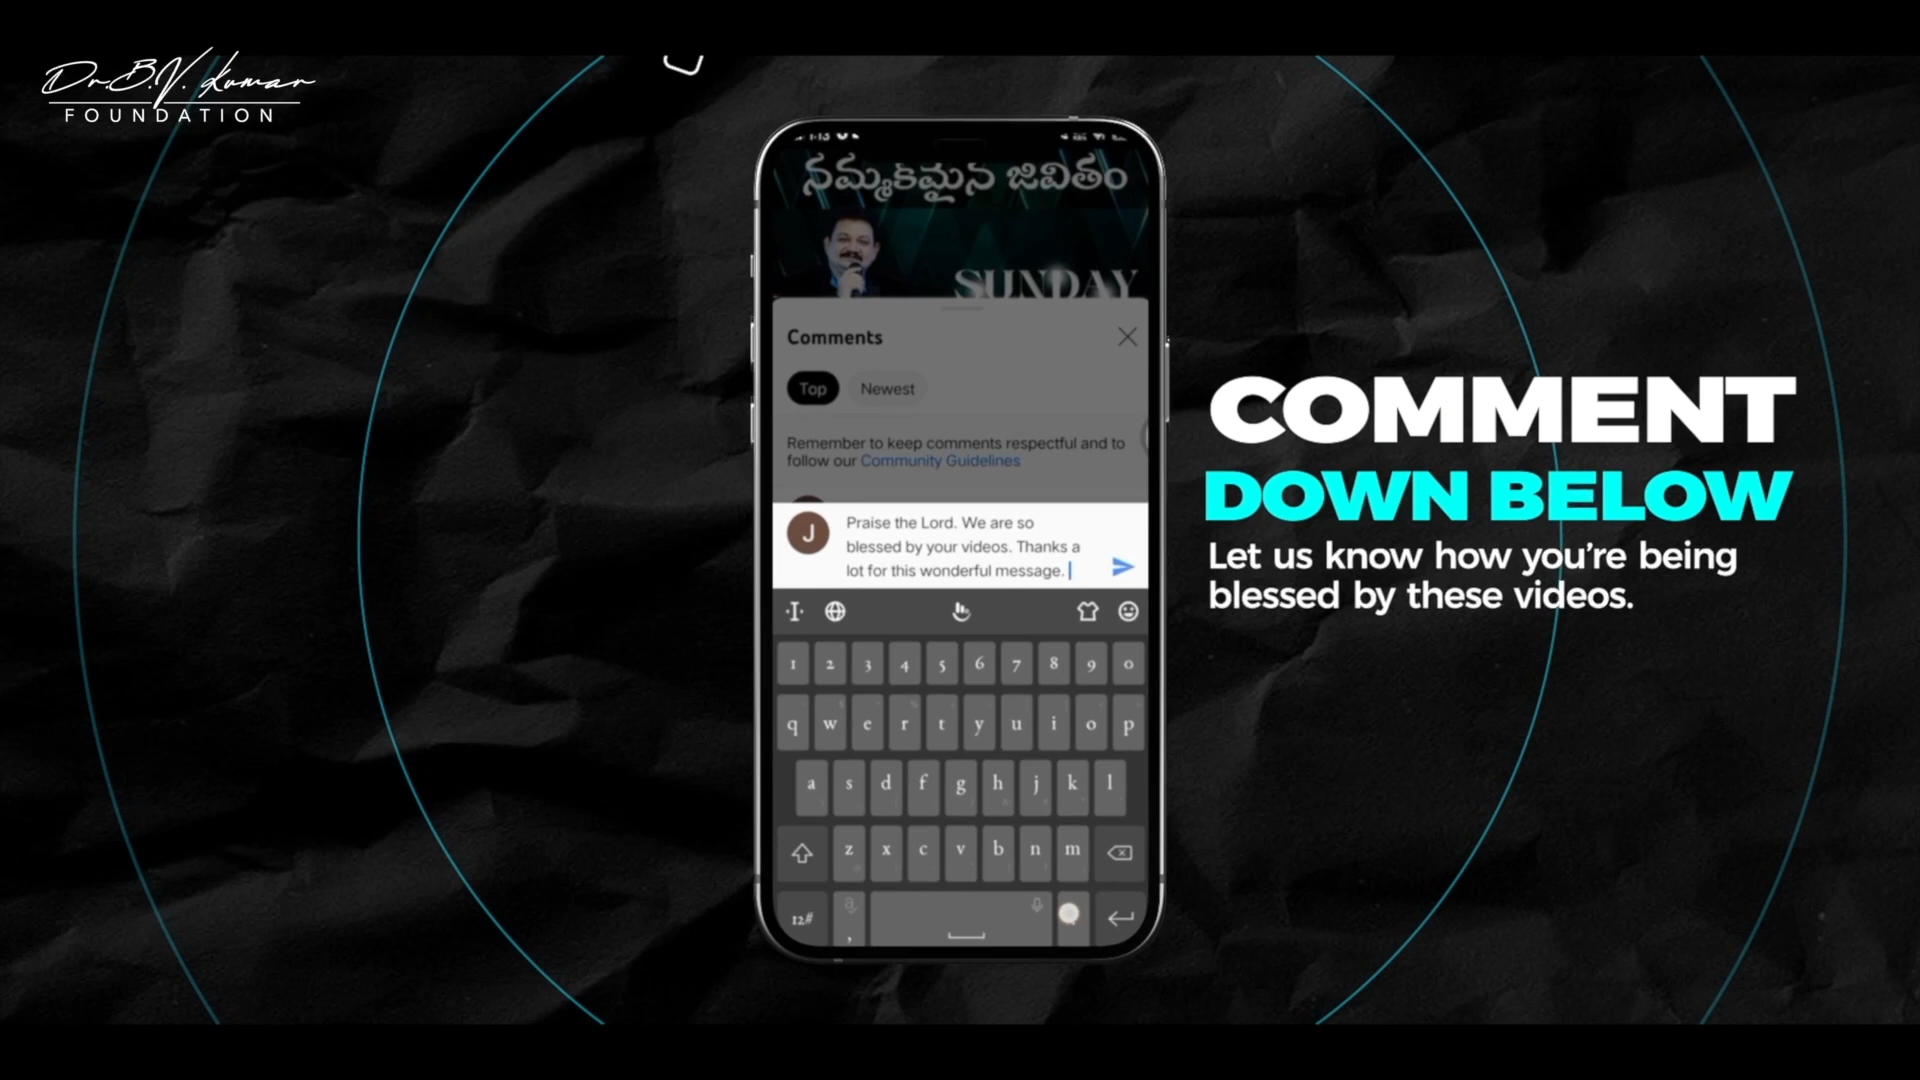 Dr. B.V. Kumar
FOUNDATION
1:13
నమ్మకమైన జీవితం
SUNDAY
Comments
Top
Newest
Remember to keep comments respectful and to
follow our Community Guidelines
J
Praise the Lord. We are so
blessed by your videos. Thanks a
lot for this wonderful message.
1 2 3 4 5 6 7 8 9 0
q w e r t y u i o p
a s d f g h j k l
z x c v b n m
12# ,
COMMENT
DOWN BELOW
Let us know how you're being
blessed by these videos.